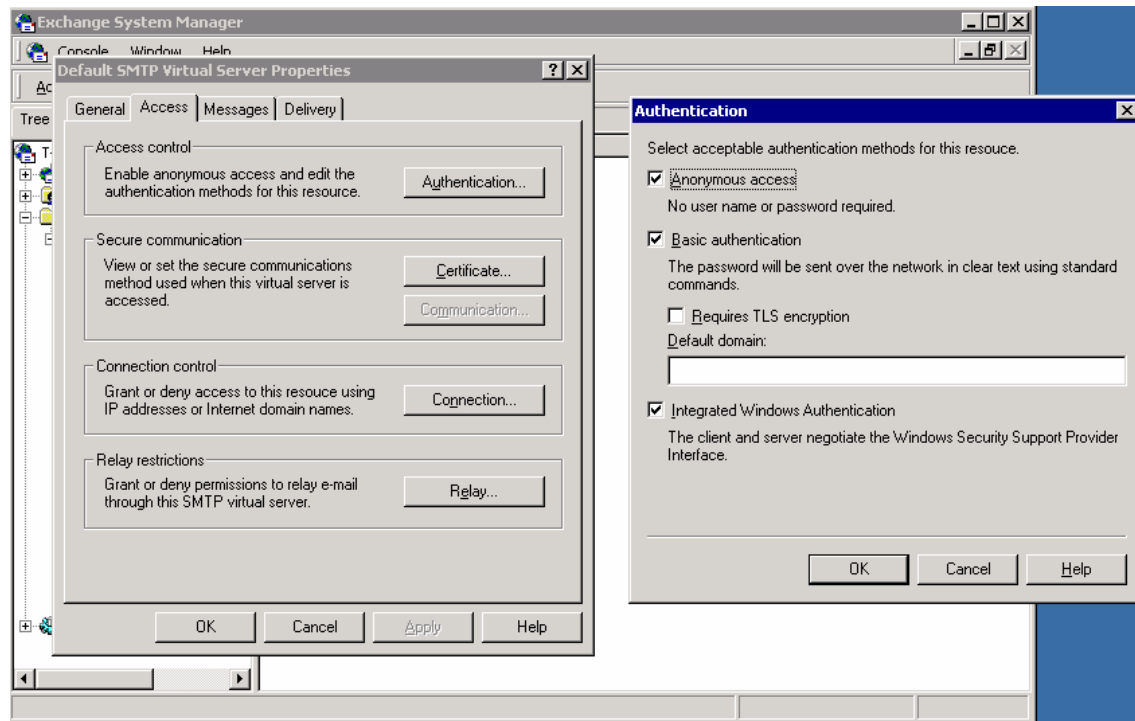 Exchange System Manager
Console Window Help
Default SMTP Virtual Server Properties
Ac
General Access Messages Delivery
Tree
T
Access control
Enable anonymous access and edit the
authentication methods for this resource.
Authentication...
Secure communication
View or set the secure communications
method used when this virtual server is
accessed.
Certificate...
Communication...
Connection control
Grant or deny access to this resouce using
IP addresses or Internet domain names.
Connection...
Relay restrictions
Grant or deny permissions to relay e-mail
through this SMTP virtual server.
Relay...
OK Cancel Apply Help
Authentication
Select acceptable authentication methods for this resouce.
Anonymous access
No user name or password required.
Basic authentication
The password will be sent over the network in clear text using standard
commands.
Requires TLS encryption
Default domain:
Integrated Windows Authentication
The client and server negotiate the Windows Security Support Provider
Interface.
OK Cancel Help